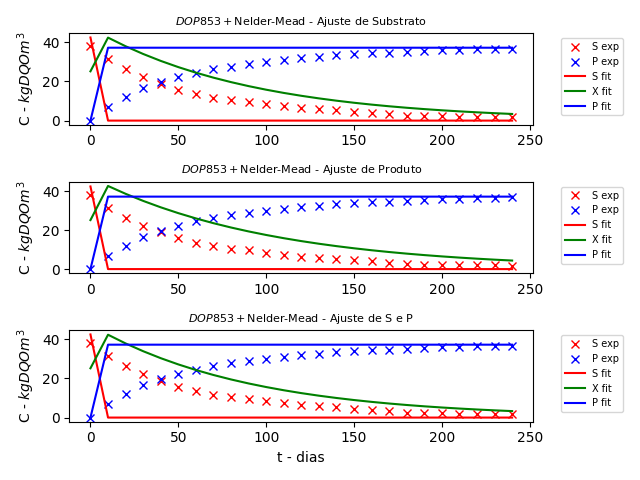 DOP853 + Nelder-Mead - Ajuste de Substrato
C - kgDQOm³
40
20
0
0 50 100 150 200 250
S exp
P exp
S fit
X fit
P fit
DOP853 + Nelder-Mead - Ajuste de Produto
C - kgDQOm³
40
20
0
0 50 100 150 200 250
S exp
P exp
S fit
X fit
P fit
DOP853 + Nelder-Mead - Ajuste de S e P
C - kgDQOm³
40
20
0
0 50 100 150 200 250
t - dias
S exp
P exp
S fit
X fit
P fit